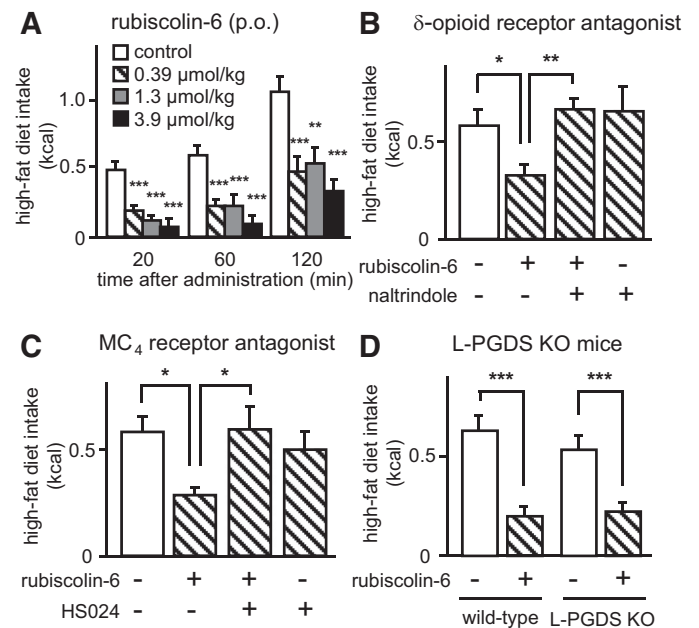 A rubiscolin-6 (p.o.)
high-fat diet intake
(kcal)
control
0.39 μmol/kg
1.3 μmol/kg
3.9 μmol/kg
1.0
0.5
0
*** *** ***
*** *** ***
*** ** ***
20 60 120
time after administration (min)
B δ-opioid receptor antagonist
high-fat diet intake
(kcal)
* **
0.5
0
rubiscolin-6 - + + -
naltrindole - - + +
C MC4 receptor antagonist
high-fat diet intake
(kcal)
* *
0.5
0
rubiscolin-6 - + + -
HS024 - - + +
D L-PGDS KO mice
high-fat diet intake
(kcal)
*** ***
0.5
0
rubiscolin-6 - + - +
wild-type L-PGDS KO